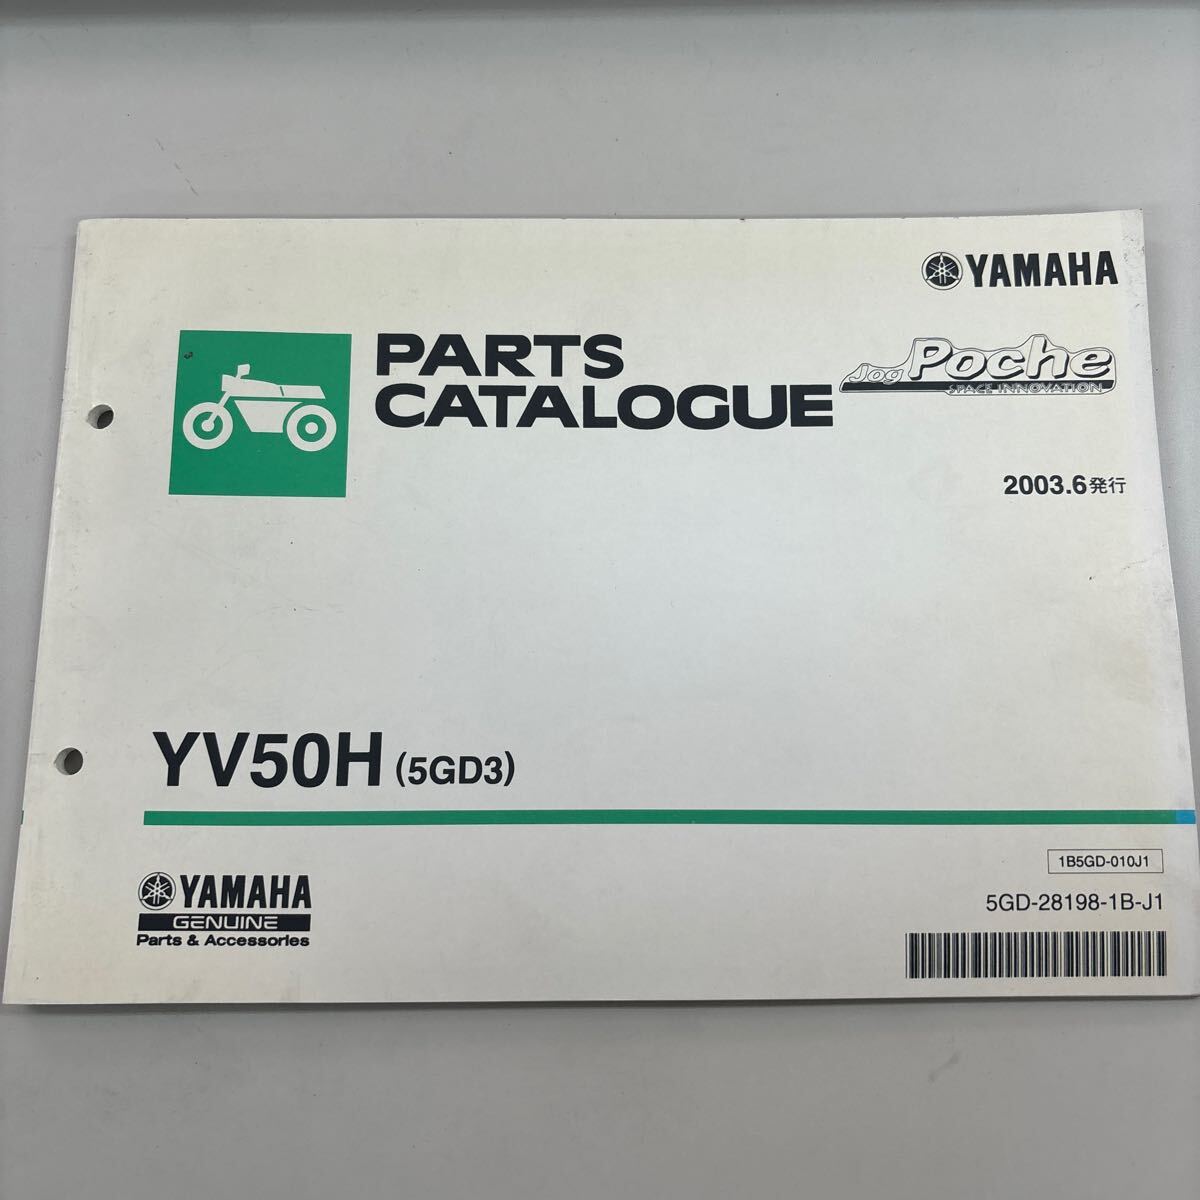 YAMAHA
PARTS
CATALOGUE
Jog Poche
SPACE INNOVATION
2003.6発行
YV50H (5GD3)
1B5GD-010J1
5GD-28198-1B-J1
YAMAHA
GENUINE
Parts & Accessories